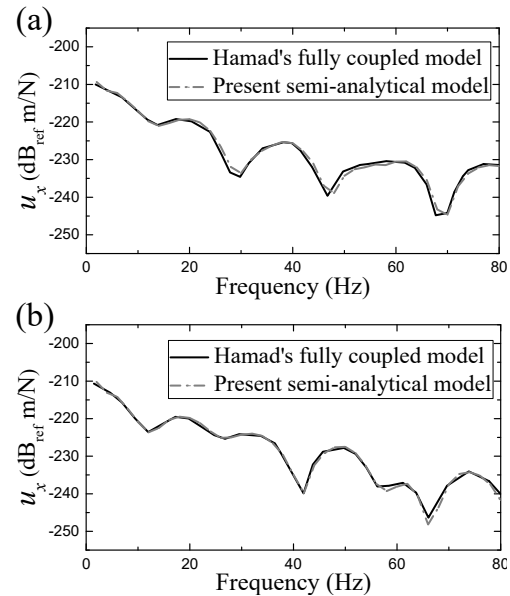 (a)
-200
Hamad's fully coupled model
Present semi-analytical model
-210
-220
-230
-240
-250
u_x (dB_ref m/N)
0 20 40 60 80
Frequency (Hz)
(b)
-200
Hamad's fully coupled model
Present semi-analytical model
-210
-220
-230
-240
-250
u_x (dB_ref m/N)
0 20 40 60 80
Frequency (Hz)